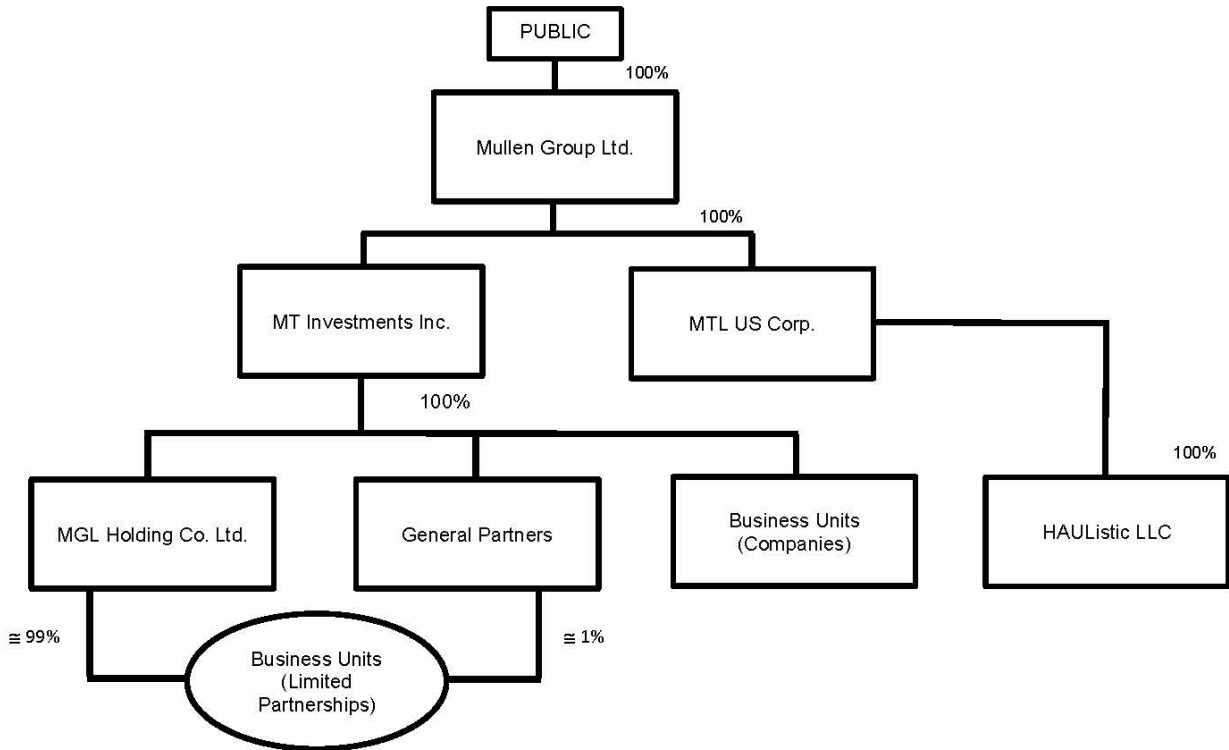 PUBLIC
100%
Mullen Group Ltd.
100%
MT Investments Inc.
MTL US Corp.
100%
100%
MGL Holding Co. Ltd.
General Partners
Business Units
(Companies)
HAUListic LLC
≅ 99%
≅ 1%
Business Units
(Limited
Partnerships)